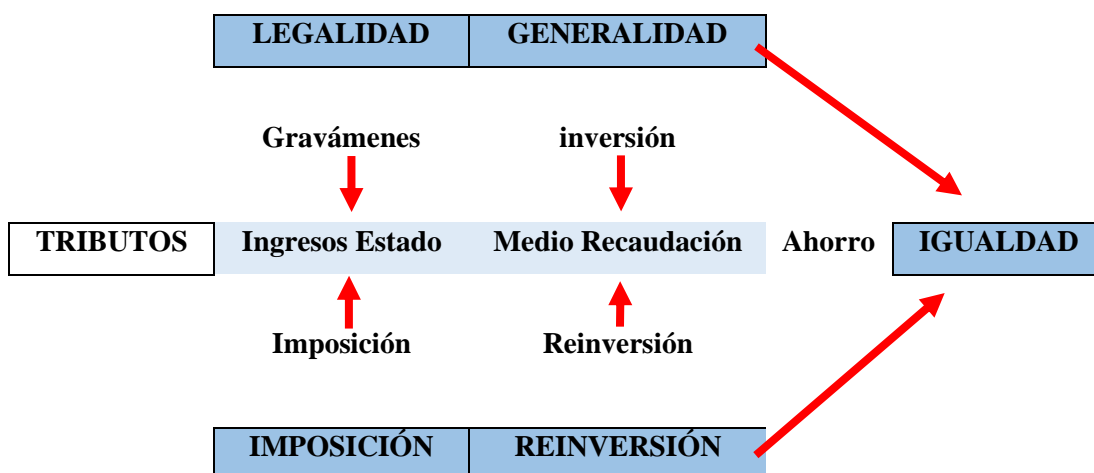 LEGALIDAD GENERALIDAD
Gravámenes inversión
TRIBUTOS Ingresos Estado Medio Recaudación Ahorro IGUALDAD
Imposición Reinversión
IMPOSICIÓN REINVERSIÓN